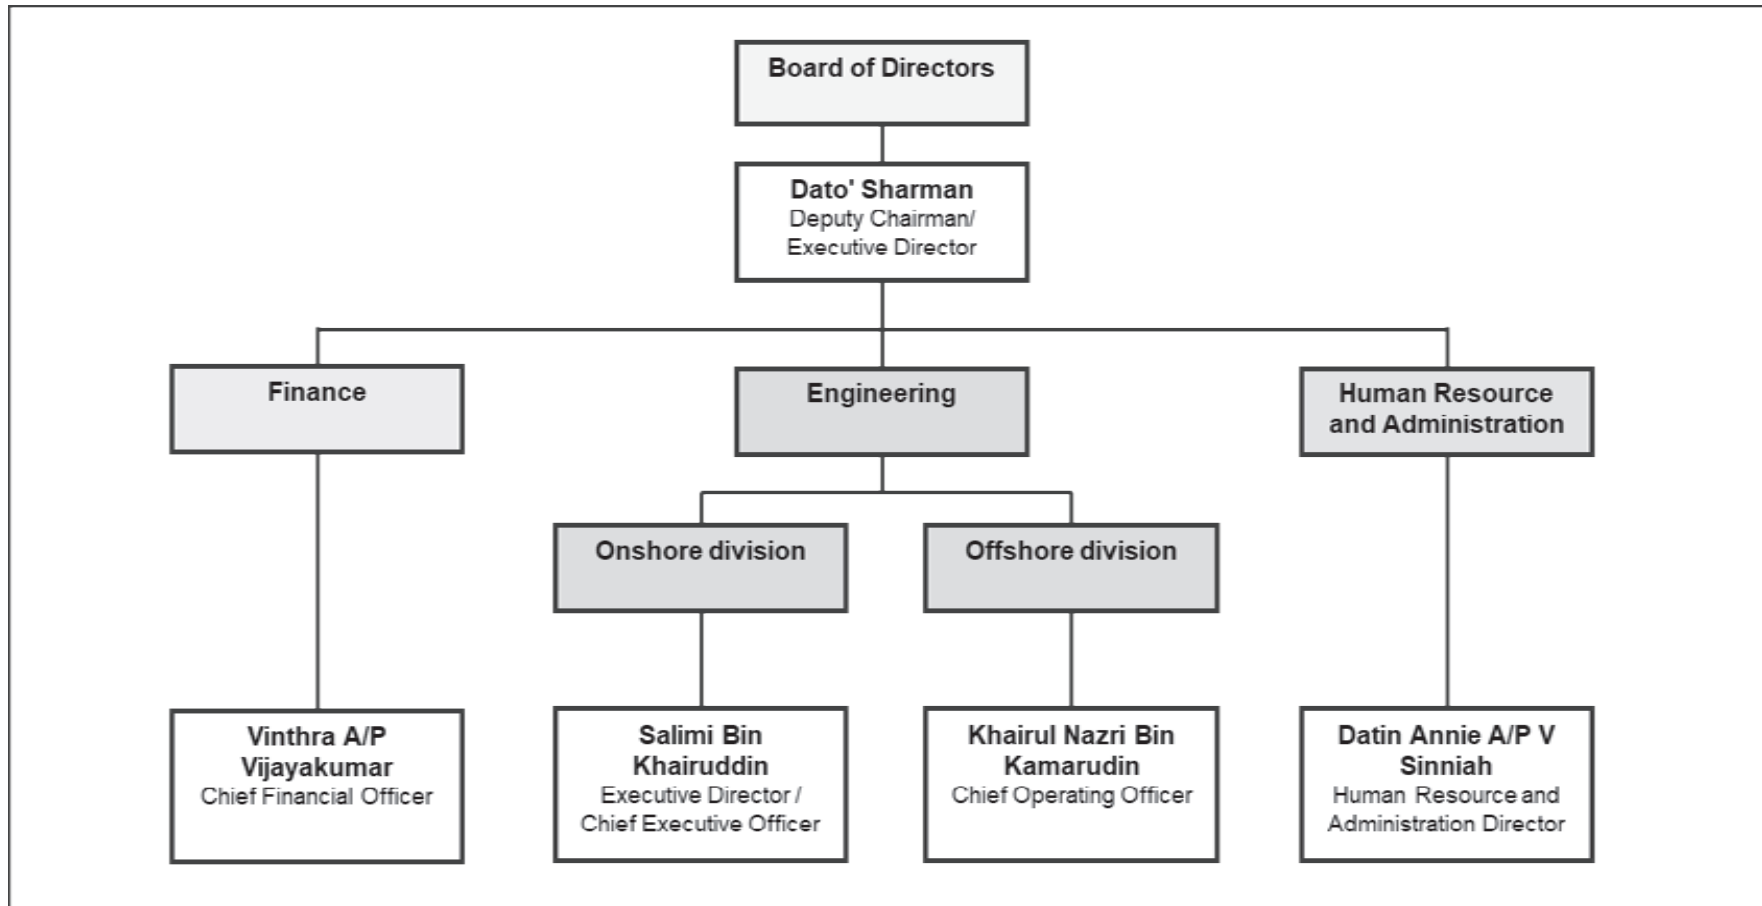 Board of Directors
Dato' Sharman
Deputy Chairman/
Executive Director
Finance
Engineering
Human Resource
and Administration
Onshore division
Offshore division
Vinthra A/P
Vijayakumar
Chief Financial Officer
Salimi Bin
Khairuddin
Executive Director /
Chief Executive Officer
Khairul Nazri Bin
Kamarudin
Chief Operating Officer
Datin Annie A/P V
Sinniah
Human Resource and
Administration Director